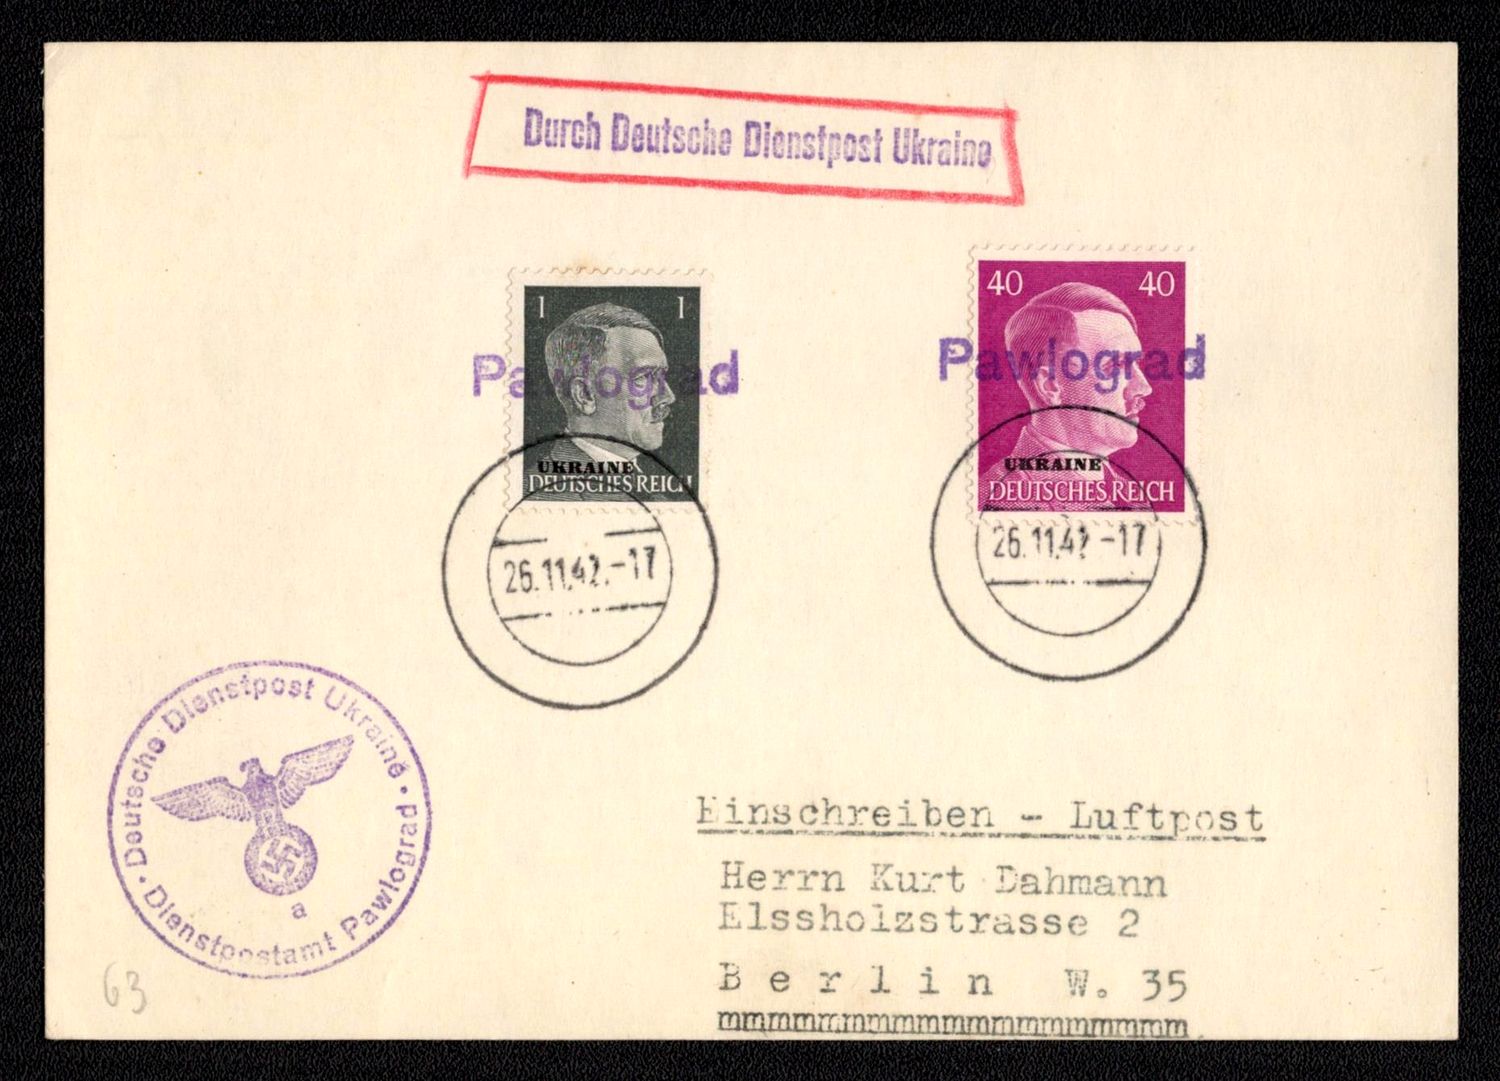 Durch Deutsche Dienstpost Ukraine
1 1
Pawlograd
UKRAINE
DEUTSCHES REICH
26.11.42.-17
40 40
Pawlograd
UKRAINE
DEUTSCHES REICH
26.11.42 -17
Deutsche Dienstpost Ukraine
a
Dienstpostamt Pawlograd
63
Einschreiben - Luftpost
Herrn Kurt Dahmann
Elssholzstrasse 2
Berlin W. 35
mmmmmmmmmmmmmmmmmmm